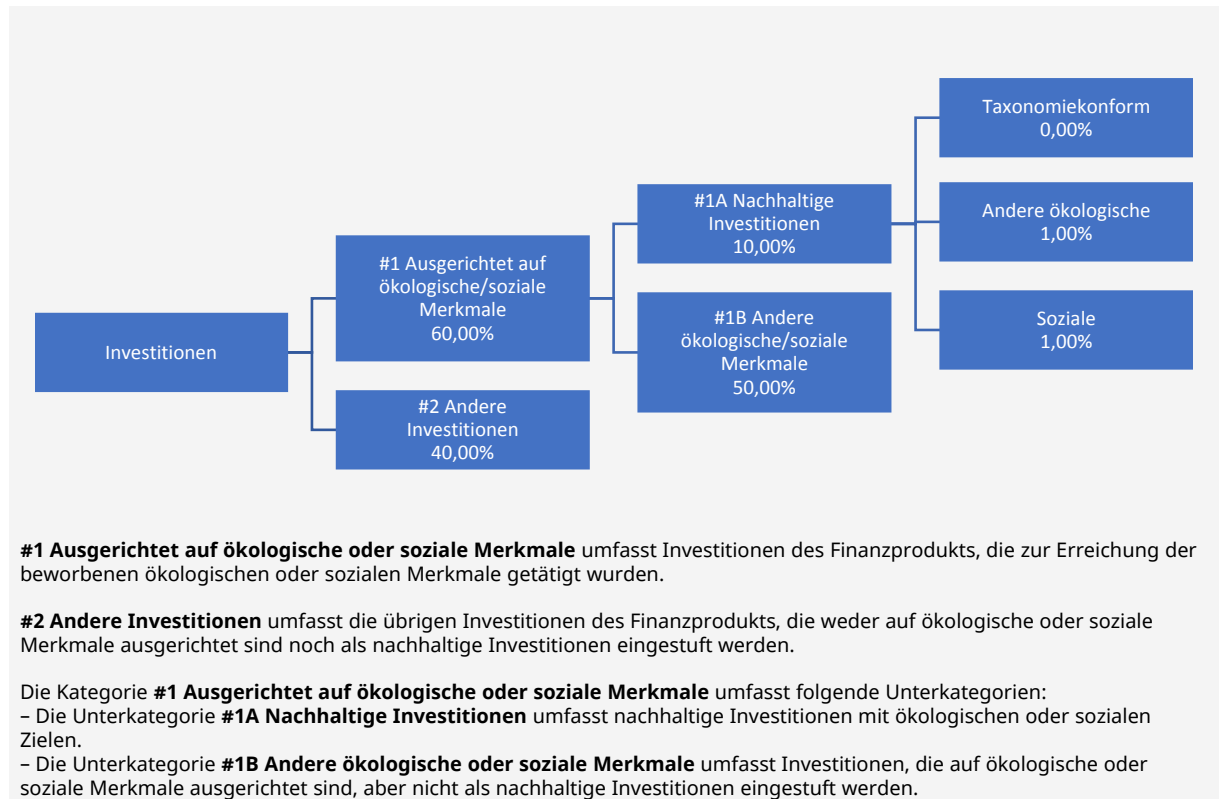 Taxonomiekonform
0,00%
#1A Nachhaltige
Investitionen
10,00%
Andere ökologische
1,00%
#1 Ausgerichtet auf
ökologische/soziale
Merkmale
60,00%
Soziale
1,00%
#1B Andere
ökologische/soziale
Merkmale
50,00%
Investitionen
#2 Andere
Investitionen
40,00%
#1 Ausgerichtet auf ökologische oder soziale Merkmale umfasst Investitionen des Finanzprodukts, die zur Erreichung der
beworbenen ökologischen oder sozialen Merkmale getätigt wurden.
#2 Andere Investitionen umfasst die übrigen Investitionen des Finanzprodukts, die weder auf ökologische oder soziale
Merkmale ausgerichtet sind noch als nachhaltige Investitionen eingestuft werden.
Die Kategorie #1 Ausgerichtet auf ökologische oder soziale Merkmale umfasst folgende Unterkategorien:
– Die Unterkategorie #1A Nachhaltige Investitionen umfasst nachhaltige Investitionen mit ökologischen oder sozialen
Zielen.
– Die Unterkategorie #1B Andere ökologische oder soziale Merkmale umfasst Investitionen, die auf ökologische oder
soziale Merkmale ausgerichtet sind, aber nicht als nachhaltige Investitionen eingestuft werden.